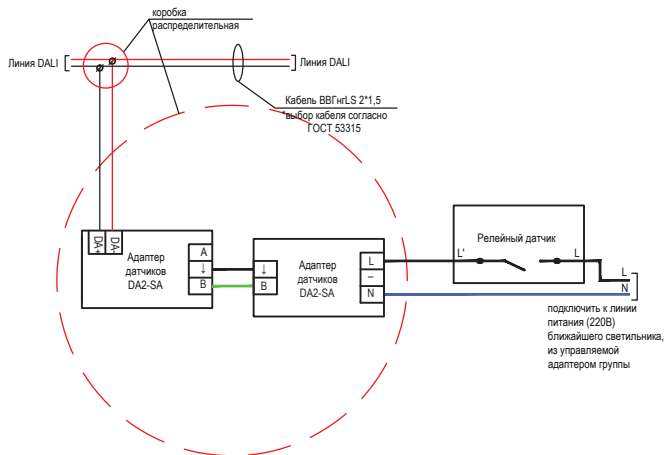 коробка
распределительная
Линия DALI
Линия DALI
Кабель ВВГнгLS 2*1,5
*выбор кабеля согласно
ГОСТ 53315
DA+
DA-
Адаптер
датчиков
DA2-SA
A
↓
B
↓
B
Адаптер
датчиков
DA2-SA
L
–
N
Релейный датчик
L'
L
L
N
подключить к линии
питания (220В)
ближайшего светильника,
из управляемой
адаптером группы